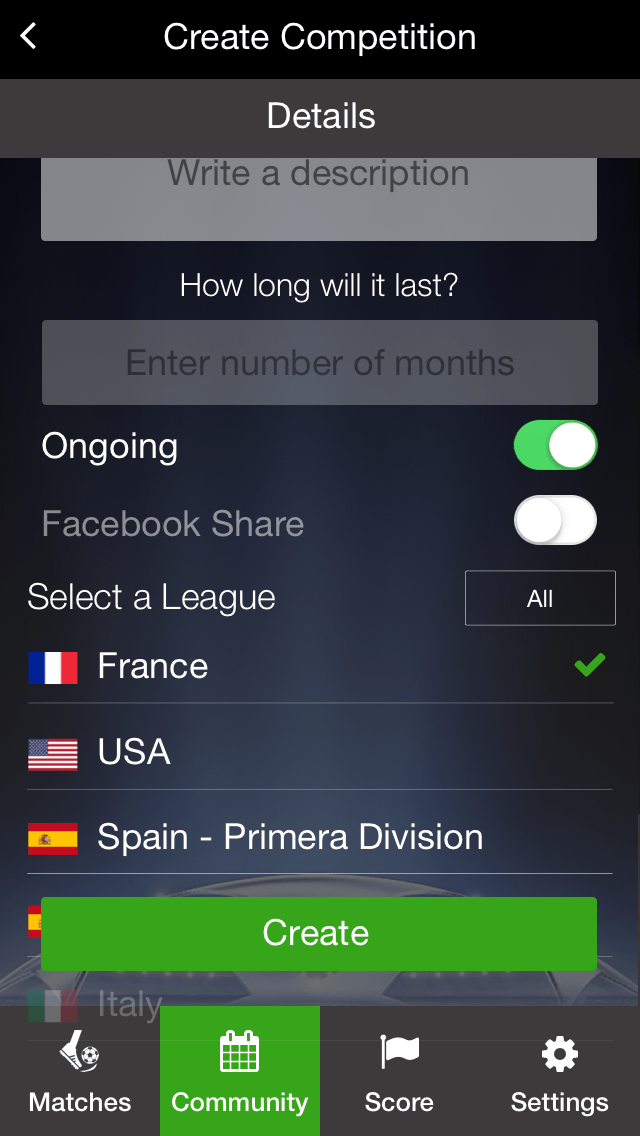 Create Competition
Details
Write a description
How long will it last?
Enter number of months
Ongoing
Facebook Share
Select a League
All
France
USA
Spain - Primera Division
Create
Italy
Matches
Community
Score
Settings